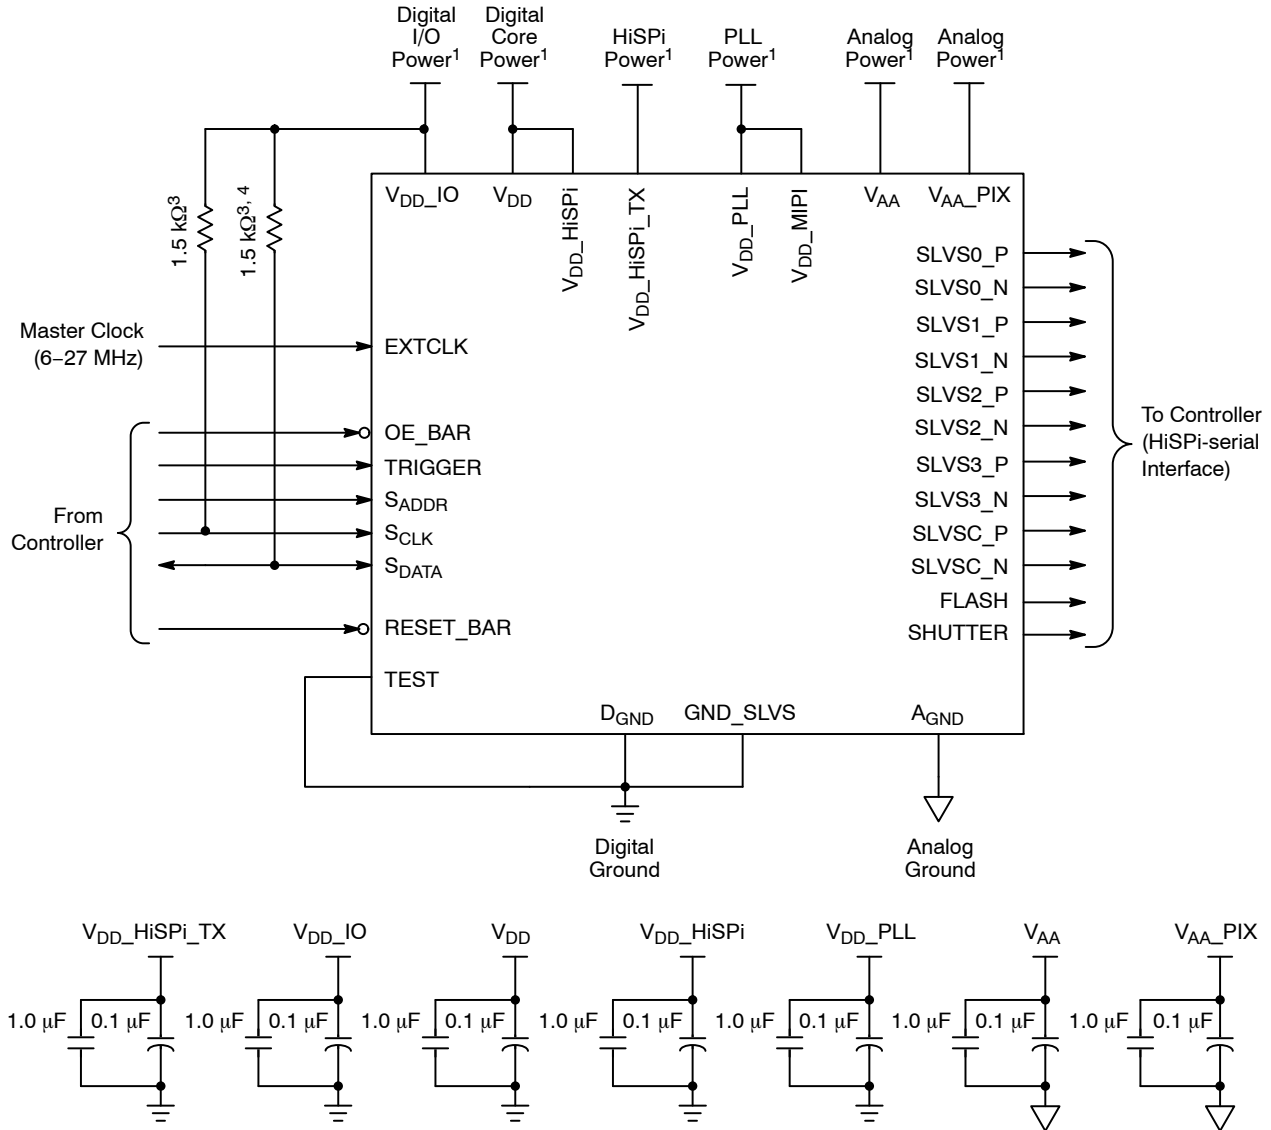 Digital
I/O
Power1
Digital
Core
Power1
HiSPi
Power1
PLL
Power1
Analog
Power1
Analog
Power1
VDD_IO
VDD
VDD_HiSPi
VDD_HiSPi_TX
VDD_PLL
VDD_MIPI
VAA
VAA_PIX
1.5 kΩ3
1.5 kΩ3, 4
Master Clock
(6–27 MHz)
From
Controller
EXTCLK
OE_BAR
TRIGGER
SADDR
SCLK
SDATA
RESET_BAR
TEST
SLVS0_P
SLVS0_N
SLVS1_P
SLVS1_N
SLVS2_P
SLVS2_N
SLVS3_P
SLVS3_N
SLVSC_P
SLVSC_N
FLASH
SHUTTER
To Controller
(HiSPi-serial
Interface)
DGND
GND_SLVS
AGND
Digital
Ground
Analog
Ground
VDD_HiSPi_TX
VDD_IO
VDD
VDD_HiSPi
VDD_PLL
VAA
VAA_PIX
1.0 μF
0.1 μF
1.0 μF
0.1 μF
1.0 μF
0.1 μF
1.0 μF
0.1 μF
1.0 μF
0.1 μF
1.0 μF
0.1 μF
1.0 μF
0.1 μF